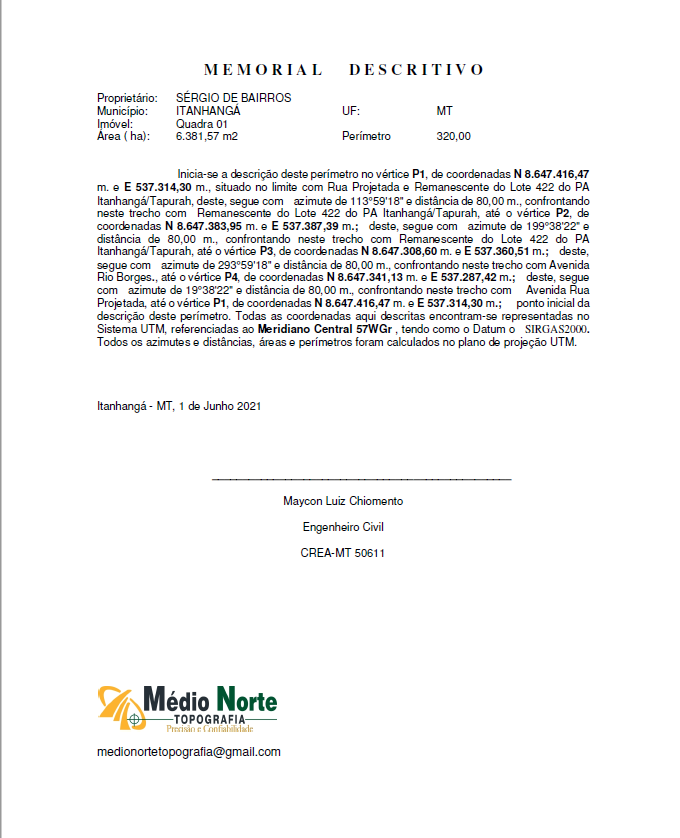 MEMORIAL DESCRITIVO
Proprietário: SÉRGIO DE BAIRROS
Município: ITANHANGÁ UF: MT
Imóvel: Quadra 01
Área ( ha): 6.381,57 m2 Perímetro 320,00
Inicia-se a descrição deste perímetro no vértice P1, de coordenadas N 8.647.416,47
m. e E 537.314,30 m., situado no limite com Rua Projetada e Remanescente do Lote 422 do PA
Itanhangá/Tapurah, deste, segue com azimute de 113°59'18" e distância de 80,00 m., confrontando
neste trecho com Remanescente do Lote 422 do PA Itanhangá/Tapurah, até o vértice P2, de
coordenadas N 8.647.383,95 m. e E 537.387,39 m.; deste, segue com azimute de 199°38'22" e
distância de 80,00 m., confrontando neste trecho com Remanescente do Lote 422 do PA
Itanhangá/Tapurah, até o vértice P3, de coordenadas N 8.647.308,60 m. e E 537.360,51 m.; deste,
segue com azimute de 293°59'18" e distância de 80,00 m., confrontando neste trecho com Avenida
Rio Borges., até o vértice P4, de coordenadas N 8.647.341,13 m. e E 537.287,42 m.; deste, segue
com azimute de 19°38'22" e distância de 80,00 m., confrontando neste trecho com Avenida Rua
Projetada, até o vértice P1, de coordenadas N 8.647.416,47 m. e E 537.314,30 m.; ponto inicial da
descrição deste perímetro. Todas as coordenadas aqui descritas encontram-se representadas no
Sistema UTM, referenciadas ao Meridiano Central 57WGr , tendo como o Datum o SIRGAS2000.
Todos os azimutes e distâncias, áreas e perímetros foram calculados no plano de projeção UTM.
Itanhangá - MT, 1 de Junho 2021
Maycon Luiz Chiomento
Engenheiro Civil
CREA-MT 50611
Médio Norte
TOPOGRAFIA
Precisão e Confiabilidade
medionortetopografia@gmail.com